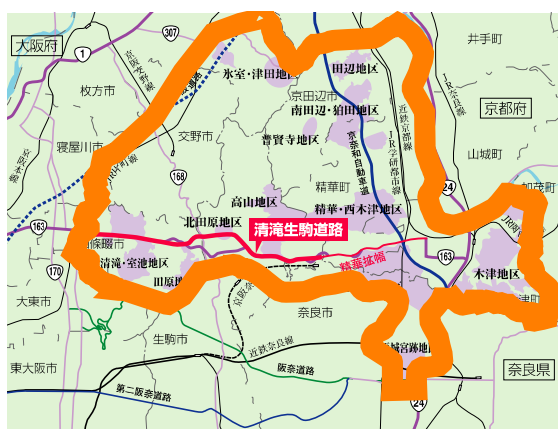 大阪府
307
1
京阪交野線
枚方市
氷室・津田地区
田辺地区
井手町
京田辺市
南田辺・狛田地区
JR奈良線
近鉄京都線
京都府
京阪本線
寝屋川市
交野市
普賢寺地区
京奈和自動車道
JR学研都市線
山城町
168
精華町
24
加茂町
高山地区
精華・西木津地区
北田原地区
163
清滝生駒道路
163
清滝・室池地区
精華拡幅
木津地区
170
田原地
大東市
奈良市
生駒市
近鉄奈良線
東大阪市
阪奈道路
奈良県
第二阪奈道路
24